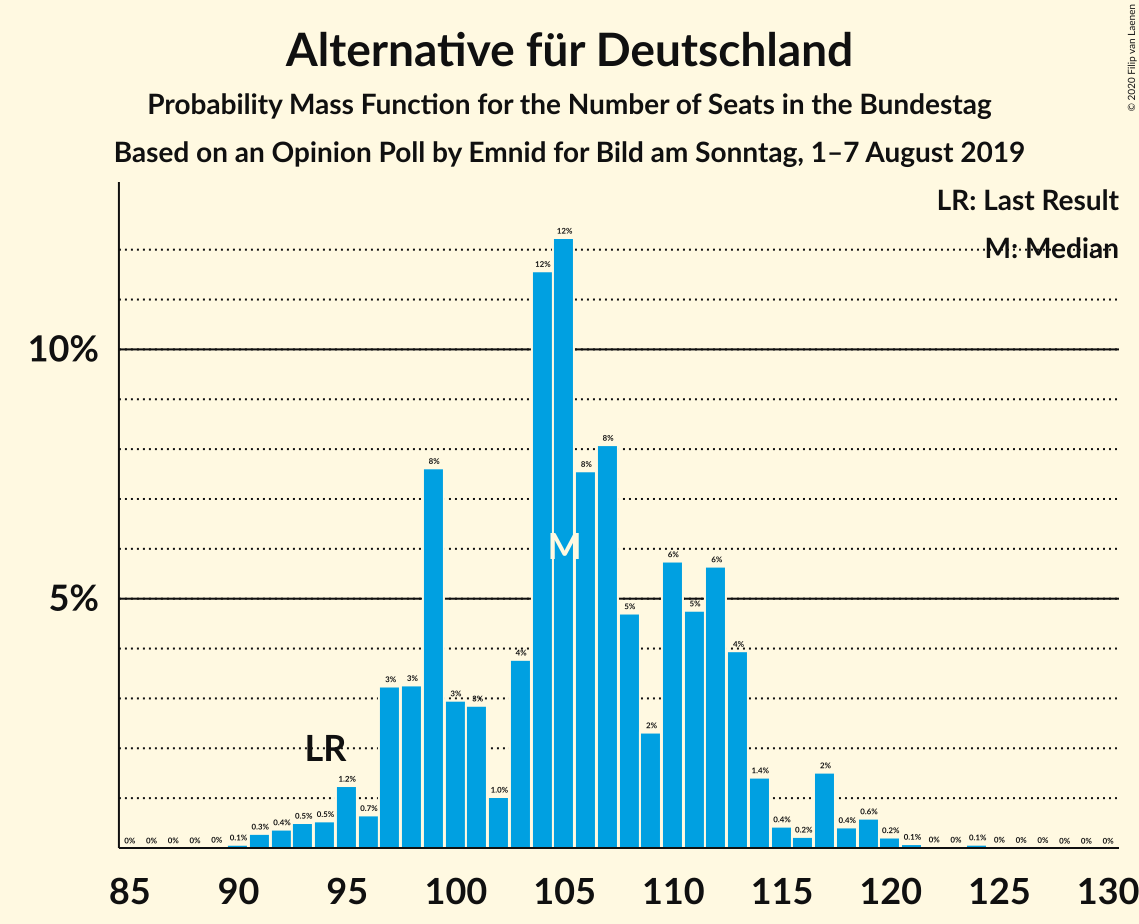 © 2020 Filip van Laenen
Alternative für Deutschland
Probability Mass Function for the Number of Seats in the Bundestag
Based on an Opinion Poll by Emnid for Bild am Sonntag, 1–7 August 2019
LR: Last Result
M: Median
10%
5%
0% 0% 0% 0% 0% 0.1% 0.3% 0.4% 0.5% 0.5% 1.2% 0.7% 3% 3% 8% 3% 3% 1.0% 4% 12% 12% 8% 8% 5% 2% 6% 5% 6% 4% 1.4% 0.4% 0.2% 2% 0.4% 0.6% 0.2% 0.1% 0% 0% 0.1% 0% 0% 0% 0% 0% 0%
M
LR
85 90 95 100 105 110 115 120 125 130